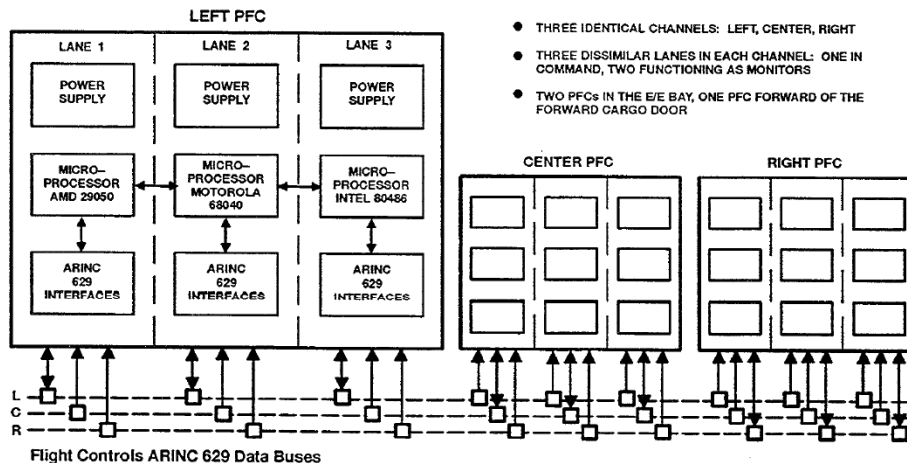 LEFT PFC
LANE 1
LANE 2
LANE 3
POWER
SUPPLY
POWER
SUPPLY
POWER
SUPPLY
MICRO–
PROCESSOR
AMD 29050
MICRO–
PROCESSOR
MOTOROLA
68040
MICRO–
PROCESSOR
INTEL 80486
ARINC
629
INTERFACES
ARINC
629
INTERFACES
ARINC
629
INTERFACES
● THREE IDENTICAL CHANNELS: LEFT, CENTER, RIGHT
● THREE DISSIMILAR LANES IN EACH CHANNEL: ONE IN
COMMAND, TWO FUNCTIONING AS MONITORS
● TWO PFCs IN THE E/E BAY, ONE PFC FORWARD OF THE
FORWARD CARGO DOOR
CENTER PFC
RIGHT PFC
L
C
R
Flight Controls ARINC 629 Data Buses